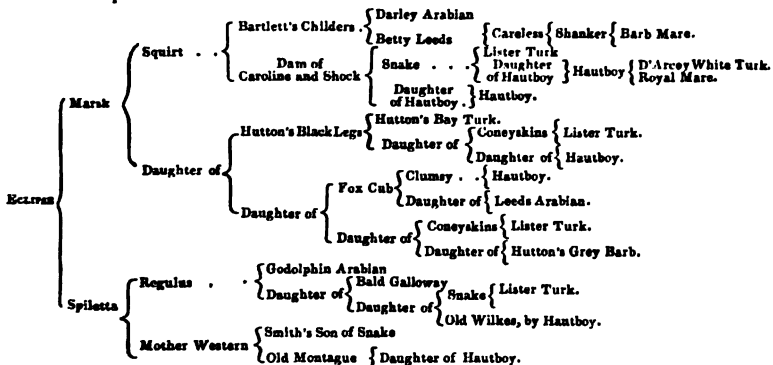 Darley Arabian
Bartlett's Childers .
Betty Leeds Careless Shanker Barb Mare.
Squirt . .
Lister Turk
Dam of Snake . . . Daughter D'Arcey White Turk.
Caroline and Shock of Hautboy Hautboy Royal Mare.
Daughter
of Hautboy . Hautboy.
Marsk
Hutton's Bay Turk.
Hutton's Black Legs Coneyskins Lister Turk.
Daughter of
Daughter of Hautboy.
Daughter of
Clumsy . . Hautboy.
Fox Cub
Eclipse Daughter of Leeds Arabian.
Daughter of
Coneyskins Lister Turk.
Daughter of
Daughter of Hutton's Grey Barb.
Godolphin Arabian
Regulus . . Bald Galloway
Daughter of Snake Lister Turk.
Daughter of
Spiletta Old Wilkes, by Hautboy.
Smith's Son of Snake
Mother Western
Old Montague Daughter of Hautboy.